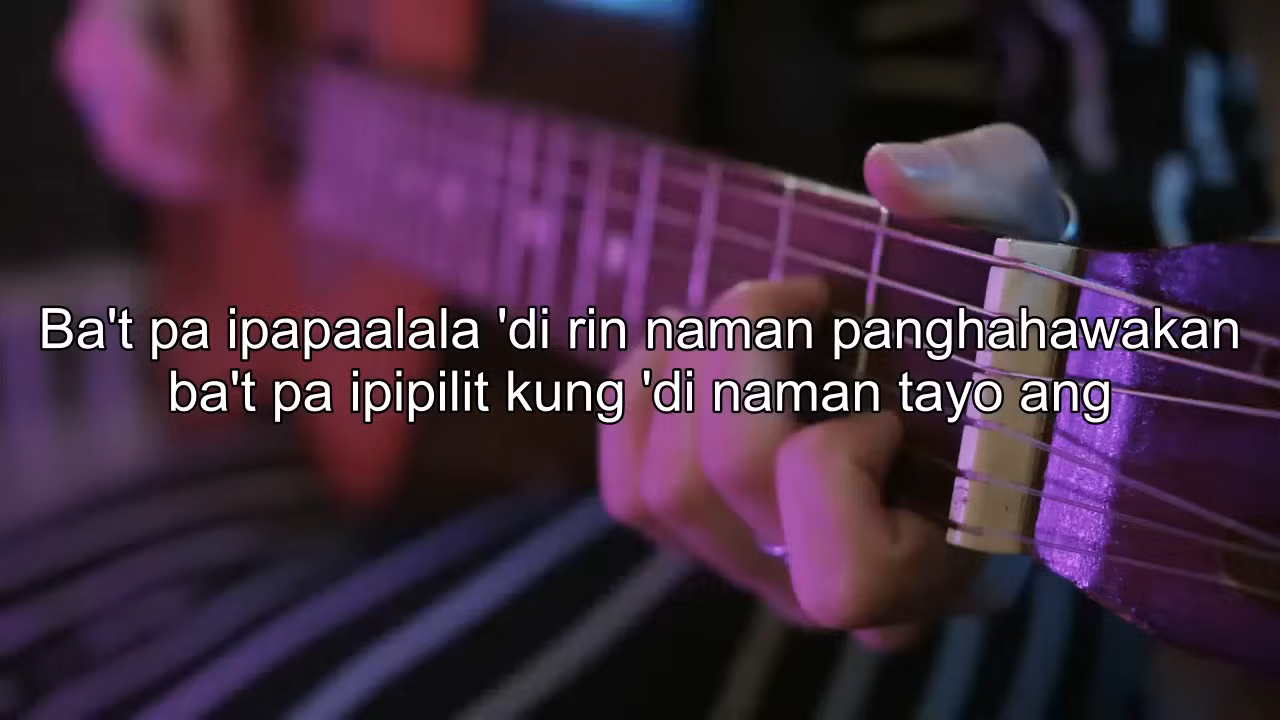 Ba't pa ipapaalala 'di rin naman panghahawakan
ba't pa ipipilit kung 'di naman tayo ang